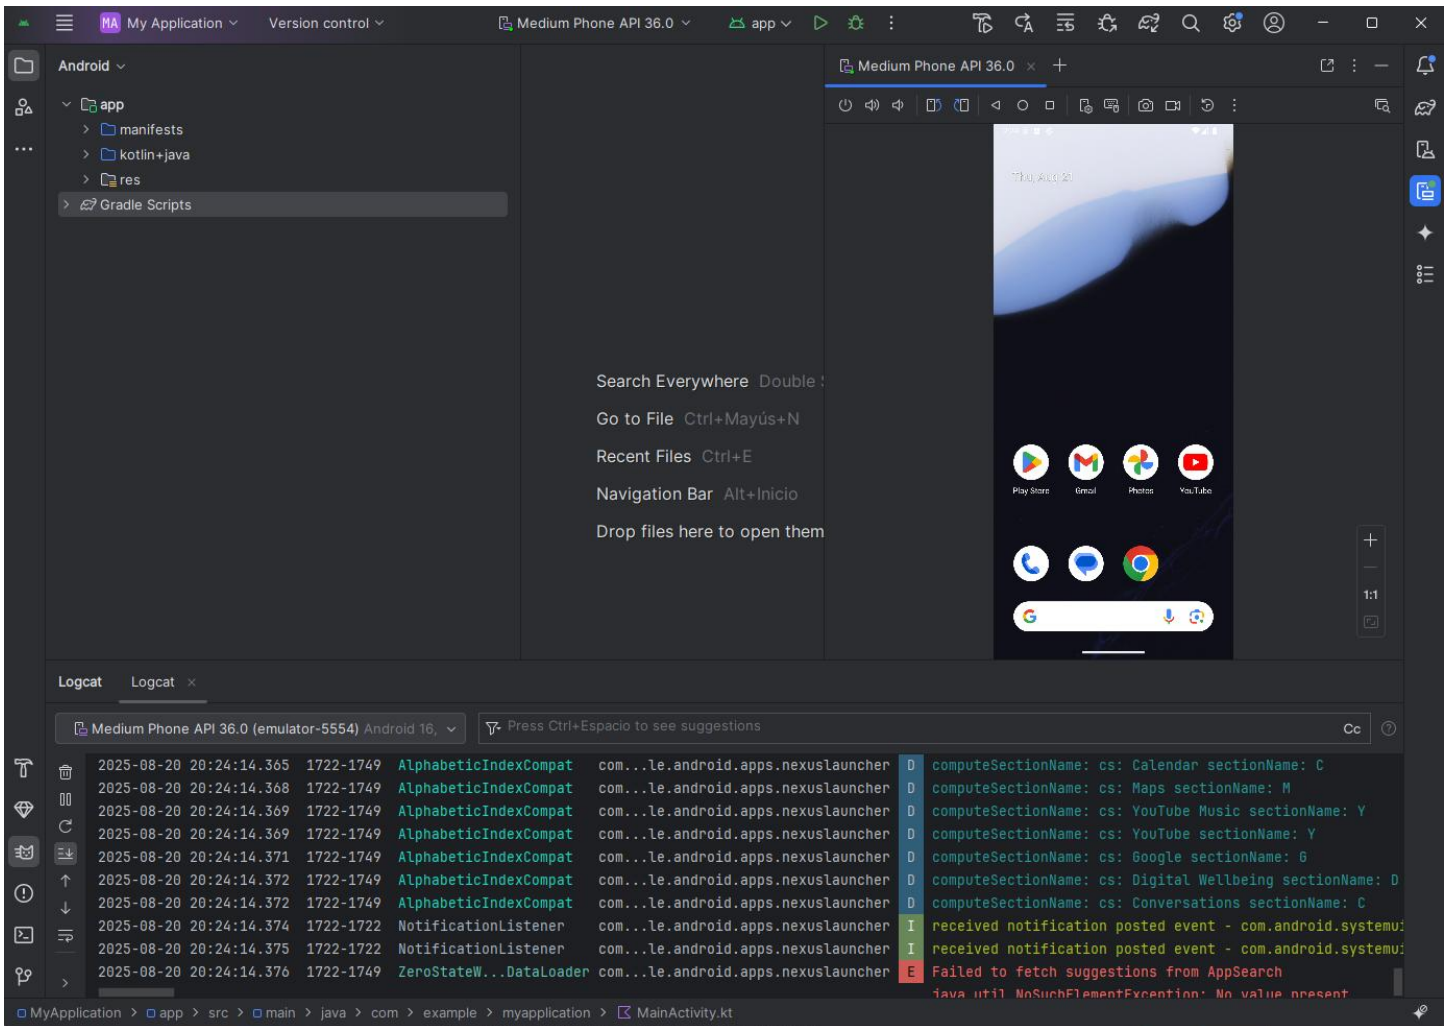 MA My Application Version control Medium Phone API 36.0 app
Android
app
manifests
kotlin+java
res
Gradle Scripts
Search Everywhere Double
Go to File Ctrl+Mayús+N
Recent Files Ctrl+E
Navigation Bar Alt+Inicio
Drop files here to open them
Medium Phone API 36.0
Thu, Aug 21
Play Store Gmail Photos YouTube
1:1
Logcat Logcat
Medium Phone API 36.0 (emulator-5554) Android 16, Press Ctrl+Espacio to see suggestions Cc
2025-08-20 20:24:14.365 1722-1749 AlphabeticIndexCompat com...le.android.apps.nexuslauncher D computeSectionName: cs: Calendar sectionName: C
2025-08-20 20:24:14.368 1722-1749 AlphabeticIndexCompat com...le.android.apps.nexuslauncher D computeSectionName: cs: Maps sectionName: M
2025-08-20 20:24:14.369 1722-1749 AlphabeticIndexCompat com...le.android.apps.nexuslauncher D computeSectionName: cs: YouTube Music sectionName: Y
2025-08-20 20:24:14.369 1722-1749 AlphabeticIndexCompat com...le.android.apps.nexuslauncher D computeSectionName: cs: YouTube sectionName: Y
2025-08-20 20:24:14.371 1722-1749 AlphabeticIndexCompat com...le.android.apps.nexuslauncher D computeSectionName: cs: Google sectionName: G
2025-08-20 20:24:14.372 1722-1749 AlphabeticIndexCompat com...le.android.apps.nexuslauncher D computeSectionName: cs: Digital Wellbeing sectionName: D
2025-08-20 20:24:14.372 1722-1749 AlphabeticIndexCompat com...le.android.apps.nexuslauncher D computeSectionName: cs: Conversations sectionName: C
2025-08-20 20:24:14.374 1722-1722 NotificationListener com...le.android.apps.nexuslauncher I received notification posted event - com.android.systemui
2025-08-20 20:24:14.375 1722-1722 NotificationListener com...le.android.apps.nexuslauncher I received notification posted event - com.android.systemui
2025-08-20 20:24:14.376 1722-1749 ZeroStateW...DataLoader com...le.android.apps.nexuslauncher E Failed to fetch suggestions from AppSearch
java.util.NoSuchElementException: No value present
MyApplication > app > src > main > java > com > example > myapplication > MainActivity.kt